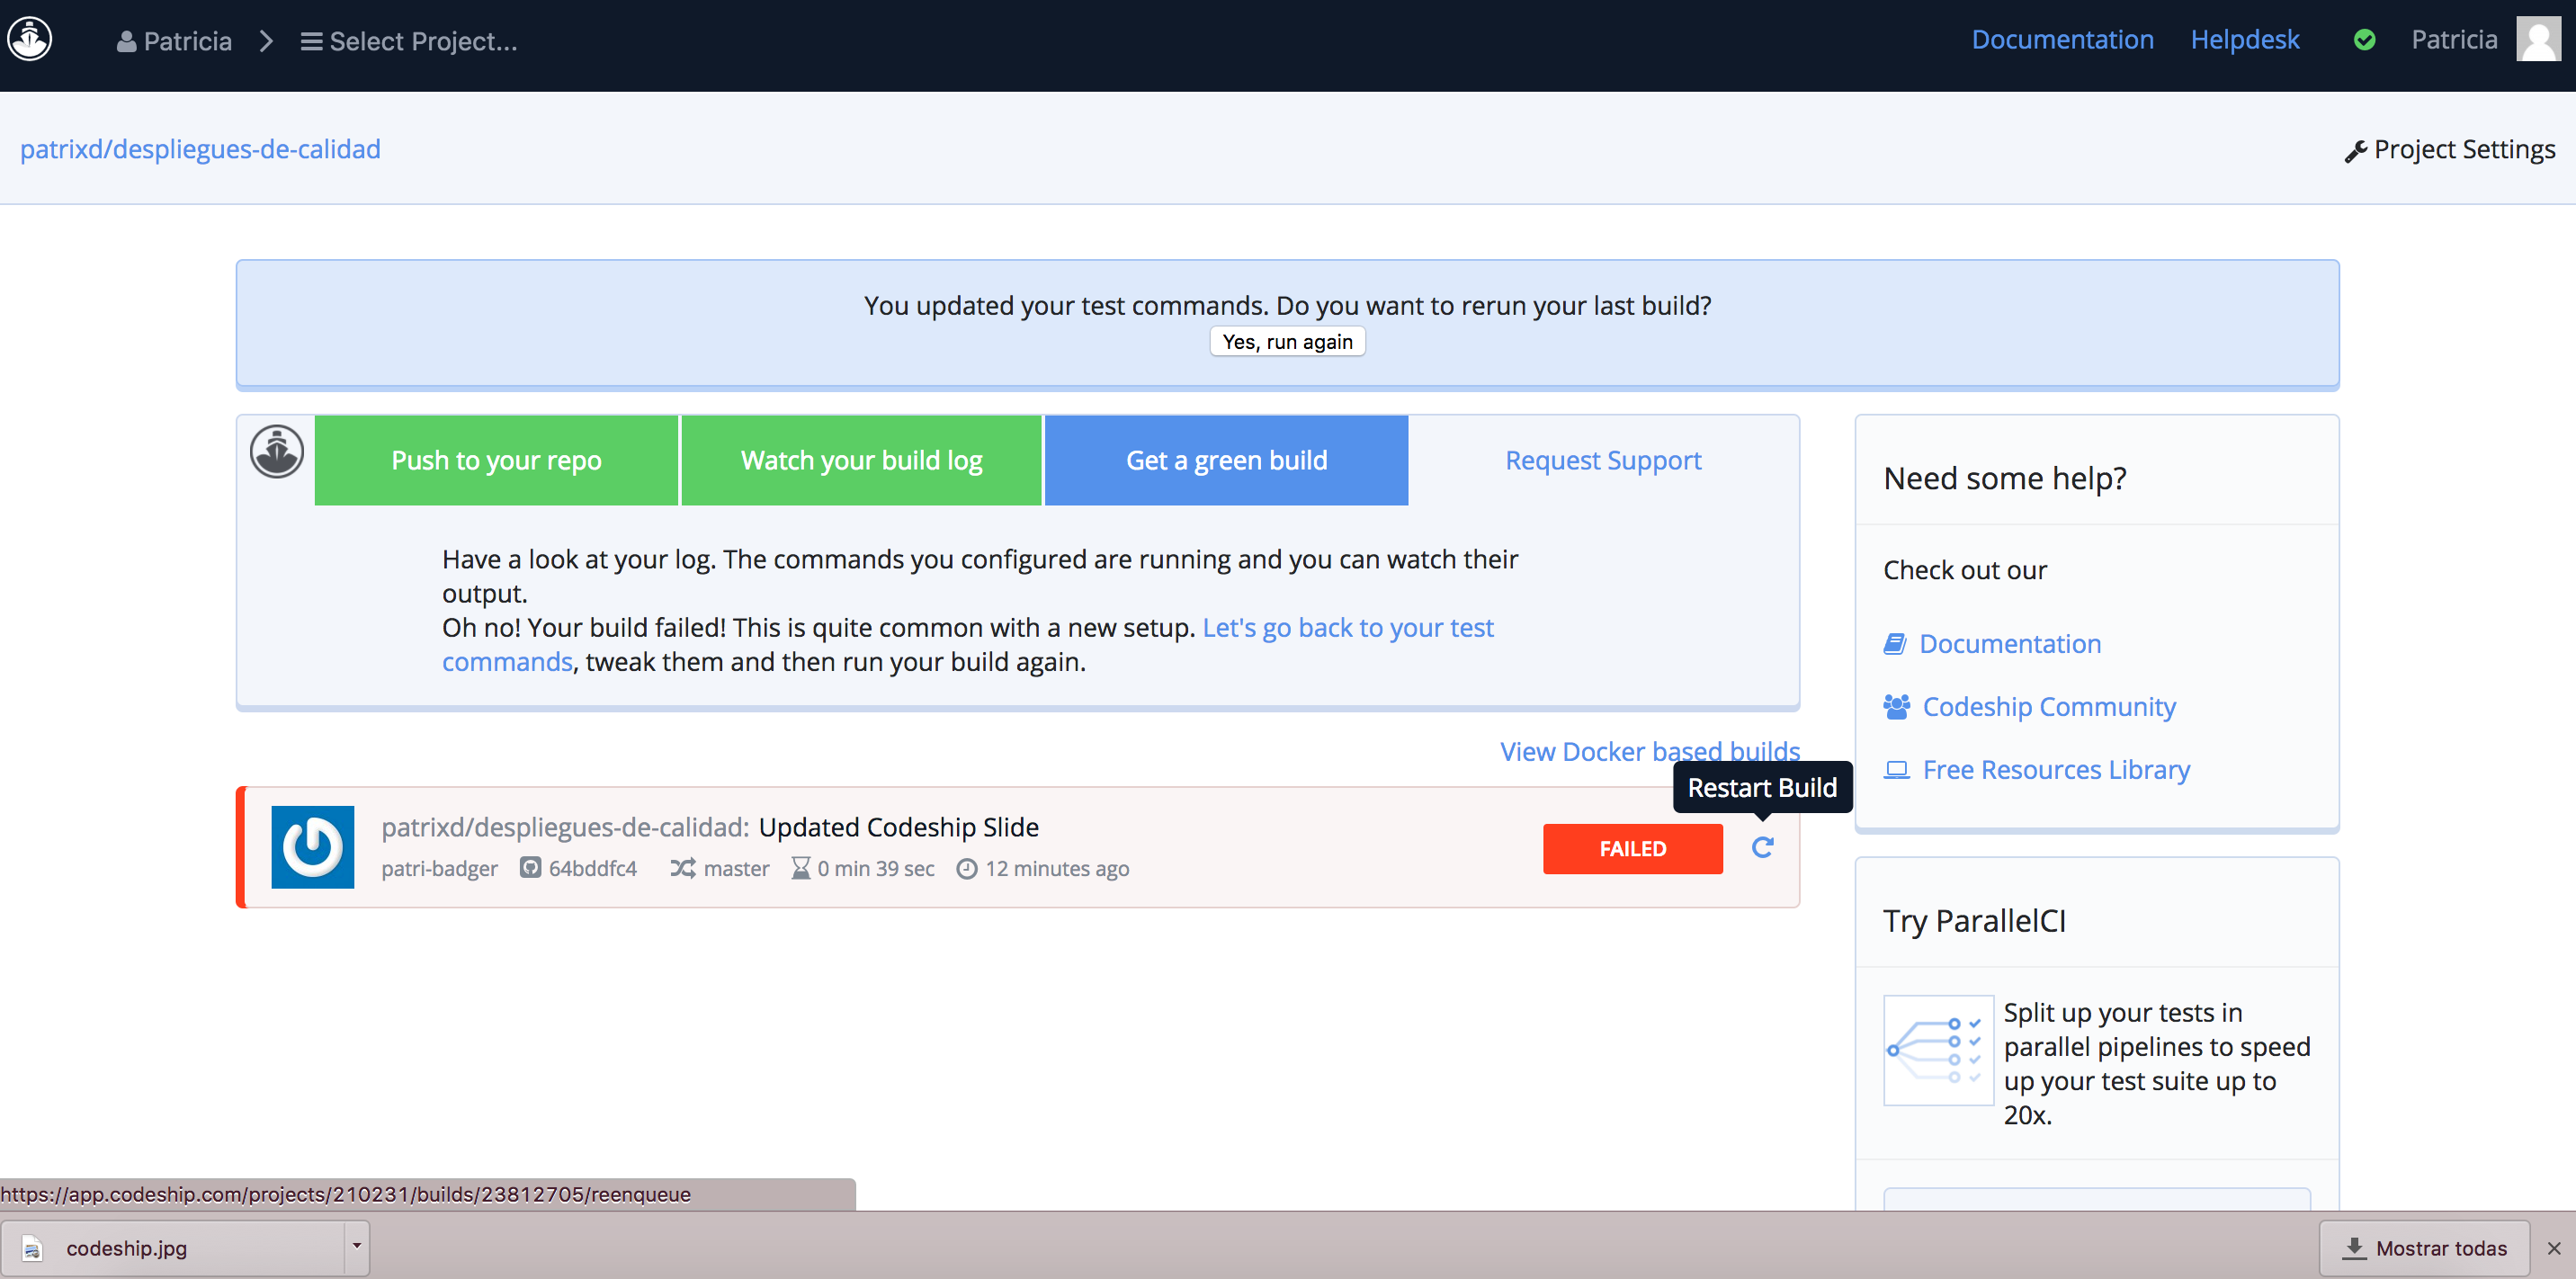 Patricia > Select Project...
Documentation Helpdesk Patricia
patrixd/despliegues-de-calidad
Project Settings
You updated your test commands. Do you want to rerun your last build?
Yes, run again
Push to your repo
Watch your build log
Get a green build
Request Support
Have a look at your log. The commands you configured are running and you can watch their
output.
Oh no! Your build failed! This is quite common with a new setup. Let's go back to your test
commands, tweak them and then run your build again.
View Docker based builds
Restart Build
patrixd/despliegues-de-calidad: Updated Codeship Slide
patri-badger 64bddfc4 master 0 min 39 sec 12 minutes ago
FAILED
Need some help?
Check out our
Documentation
Codeship Community
Free Resources Library
Try ParallelCI
Split up your tests in
parallel pipelines to speed
up your test suite up to
20x.
https://app.codeship.com/projects/210231/builds/23812705/reenqueue
codeship.jpg
Mostrar todas